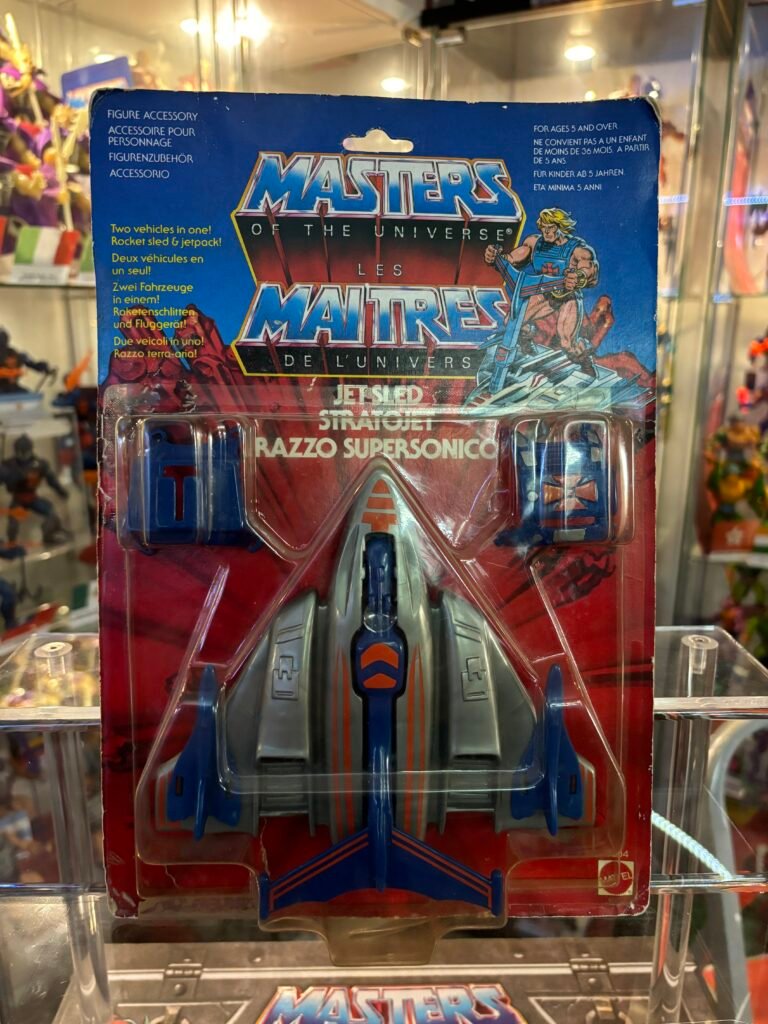 FIGURE ACCESSORY
ACCESSOIRE POUR
PERSONNAGE
FIGURENZUBEHÖR
ACCESSORIO
FOR AGES 5 AND OVER
NE CONVIENT PAS A UN ENFANT
DE MOINS DE 36 MOIS. A PARTIR
DE 5 ANS.
FÜR KINDER AB 5 JAHREN.
ETA' MINIMA 5 ANNI
MASTERS
OF THE UNIVERSE®
LES
MAITRES
DE L'UNIVERS
Two vehicles in one!
Rocket sled & jetpack!
Deux véhicules en
un seul!
Zwei Fahrzeuge
in einem!
Raketenschlitten
und Fluggerät!
Due veicoli in uno!
Razzo terra-aria!
JET SLED
STRATOJET
RAZZO SUPERSONICO
MATTEL
MASTERS